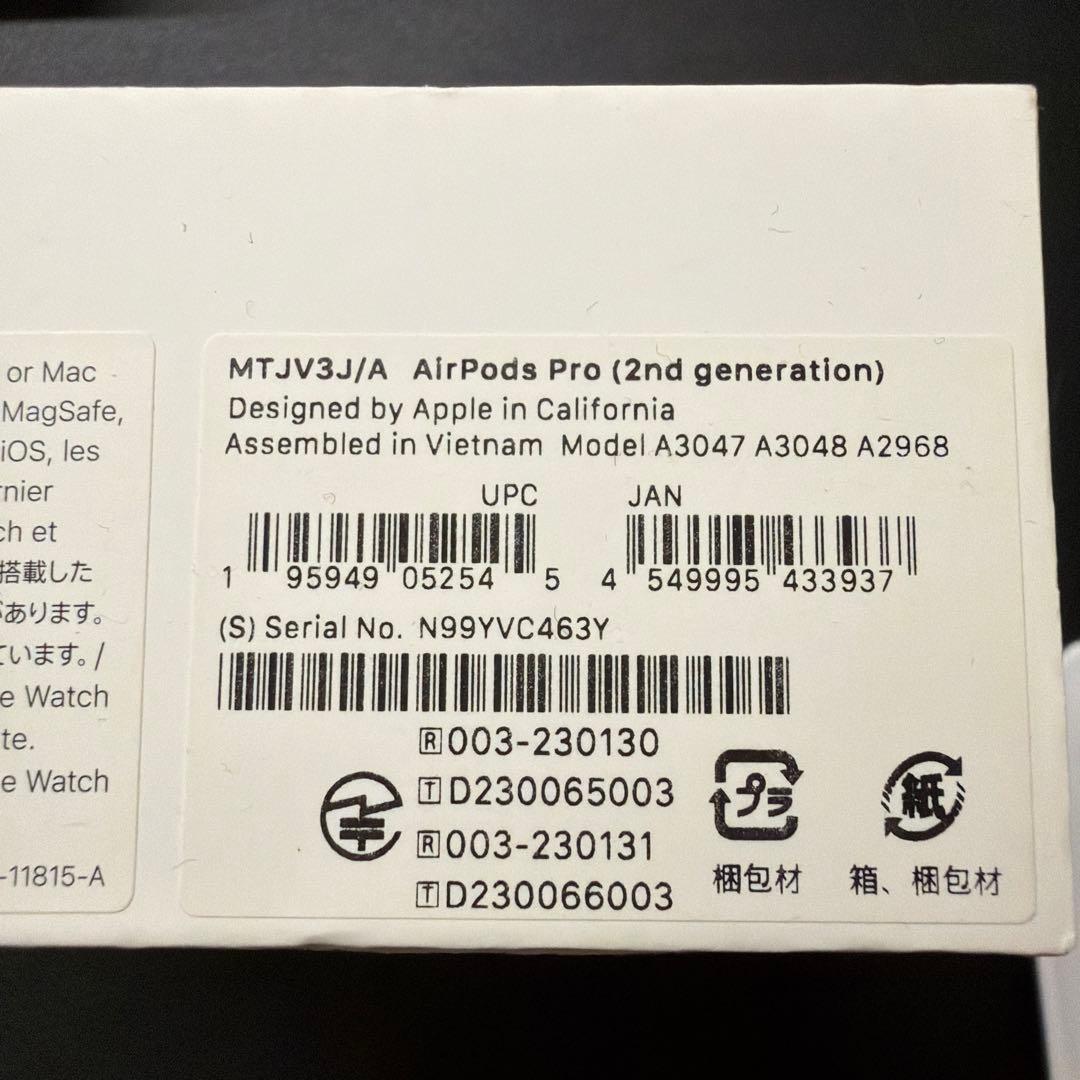 or Mac
MagSafe,
iOS, les
rnier
ch et
搭載した
があります。
ています。/
e Watch
te.
e Watch
-11815-A
MTJV3J/A AirPods Pro (2nd generation)
Designed by Apple in California
Assembled in Vietnam Model A3047 A3048 A2968
UPC
1 95949 05254 5
JAN
4 549995 433937
(S) Serial No. N99YVC463Y
R 003-230130
T D230065003
R 003-230131
T D230066003
プラ
梱包材
紙
箱、梱包材